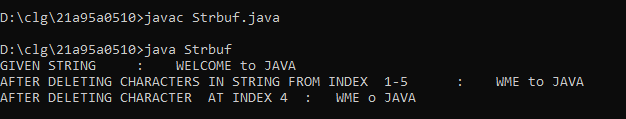 D:\clg\21a95a0510>javac Strbuf.java
D:\clg\21a95a0510>java Strbuf
GIVEN STRING     :    WELCOME to JAVA
AFTER DELETING CHARACTERS IN STRING FROM INDEX  1-5      :    WME to JAVA
AFTER DELETING CHARACTER  AT INDEX 4  :   WME o JAVA